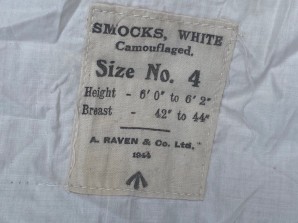 SMOCKS, WHITE
Camouflaged.
Size No. 4
Height - 6' 0" to 6' 2"
Breast - 42" to 44"
A. RAVEN & Co. Ltd.
1944